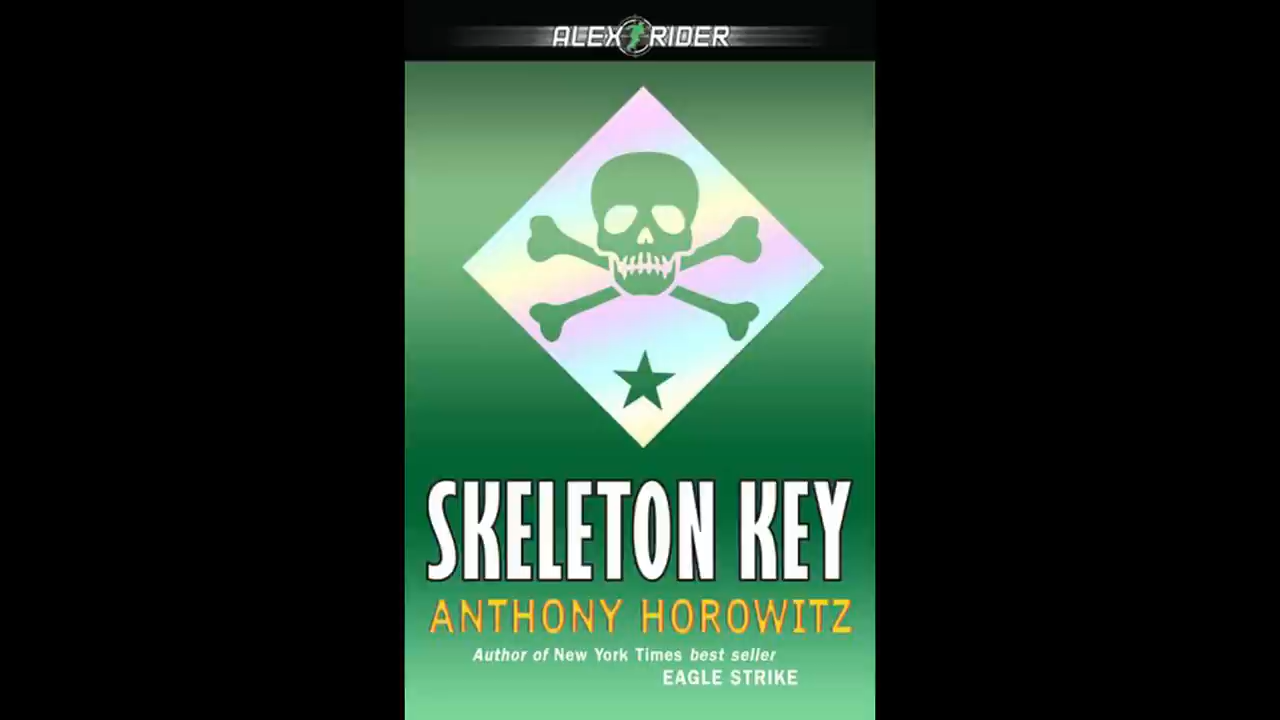 ALEX RIDER
SKELETON KEY
ANTHONY HOROWITZ
Author of New York Times best seller
EAGLE STRIKE